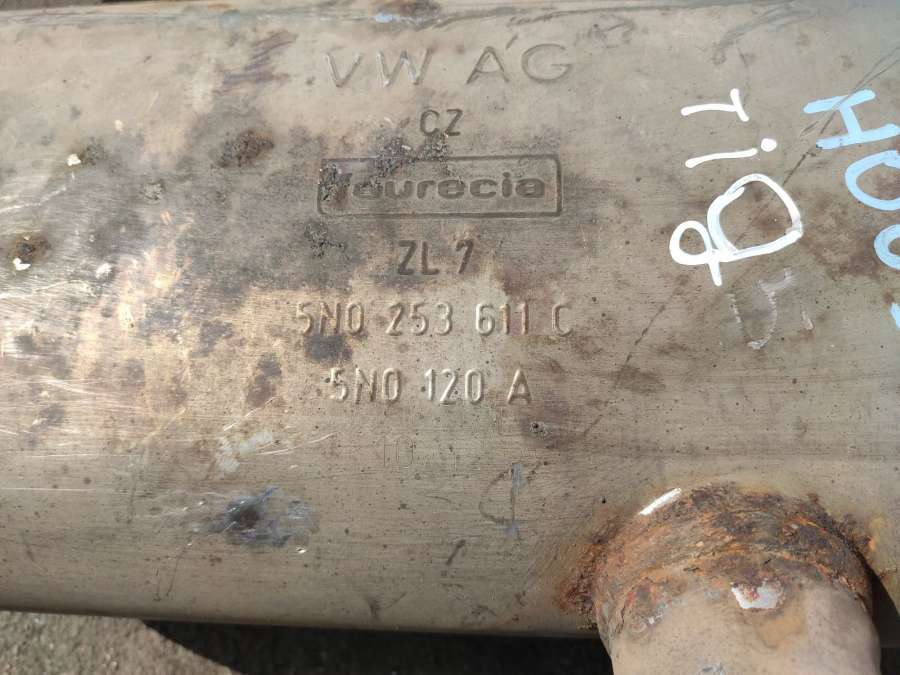 VW AG
CZ
faurecia
ZL 7
5N0 253 611 C
5N0 120 A